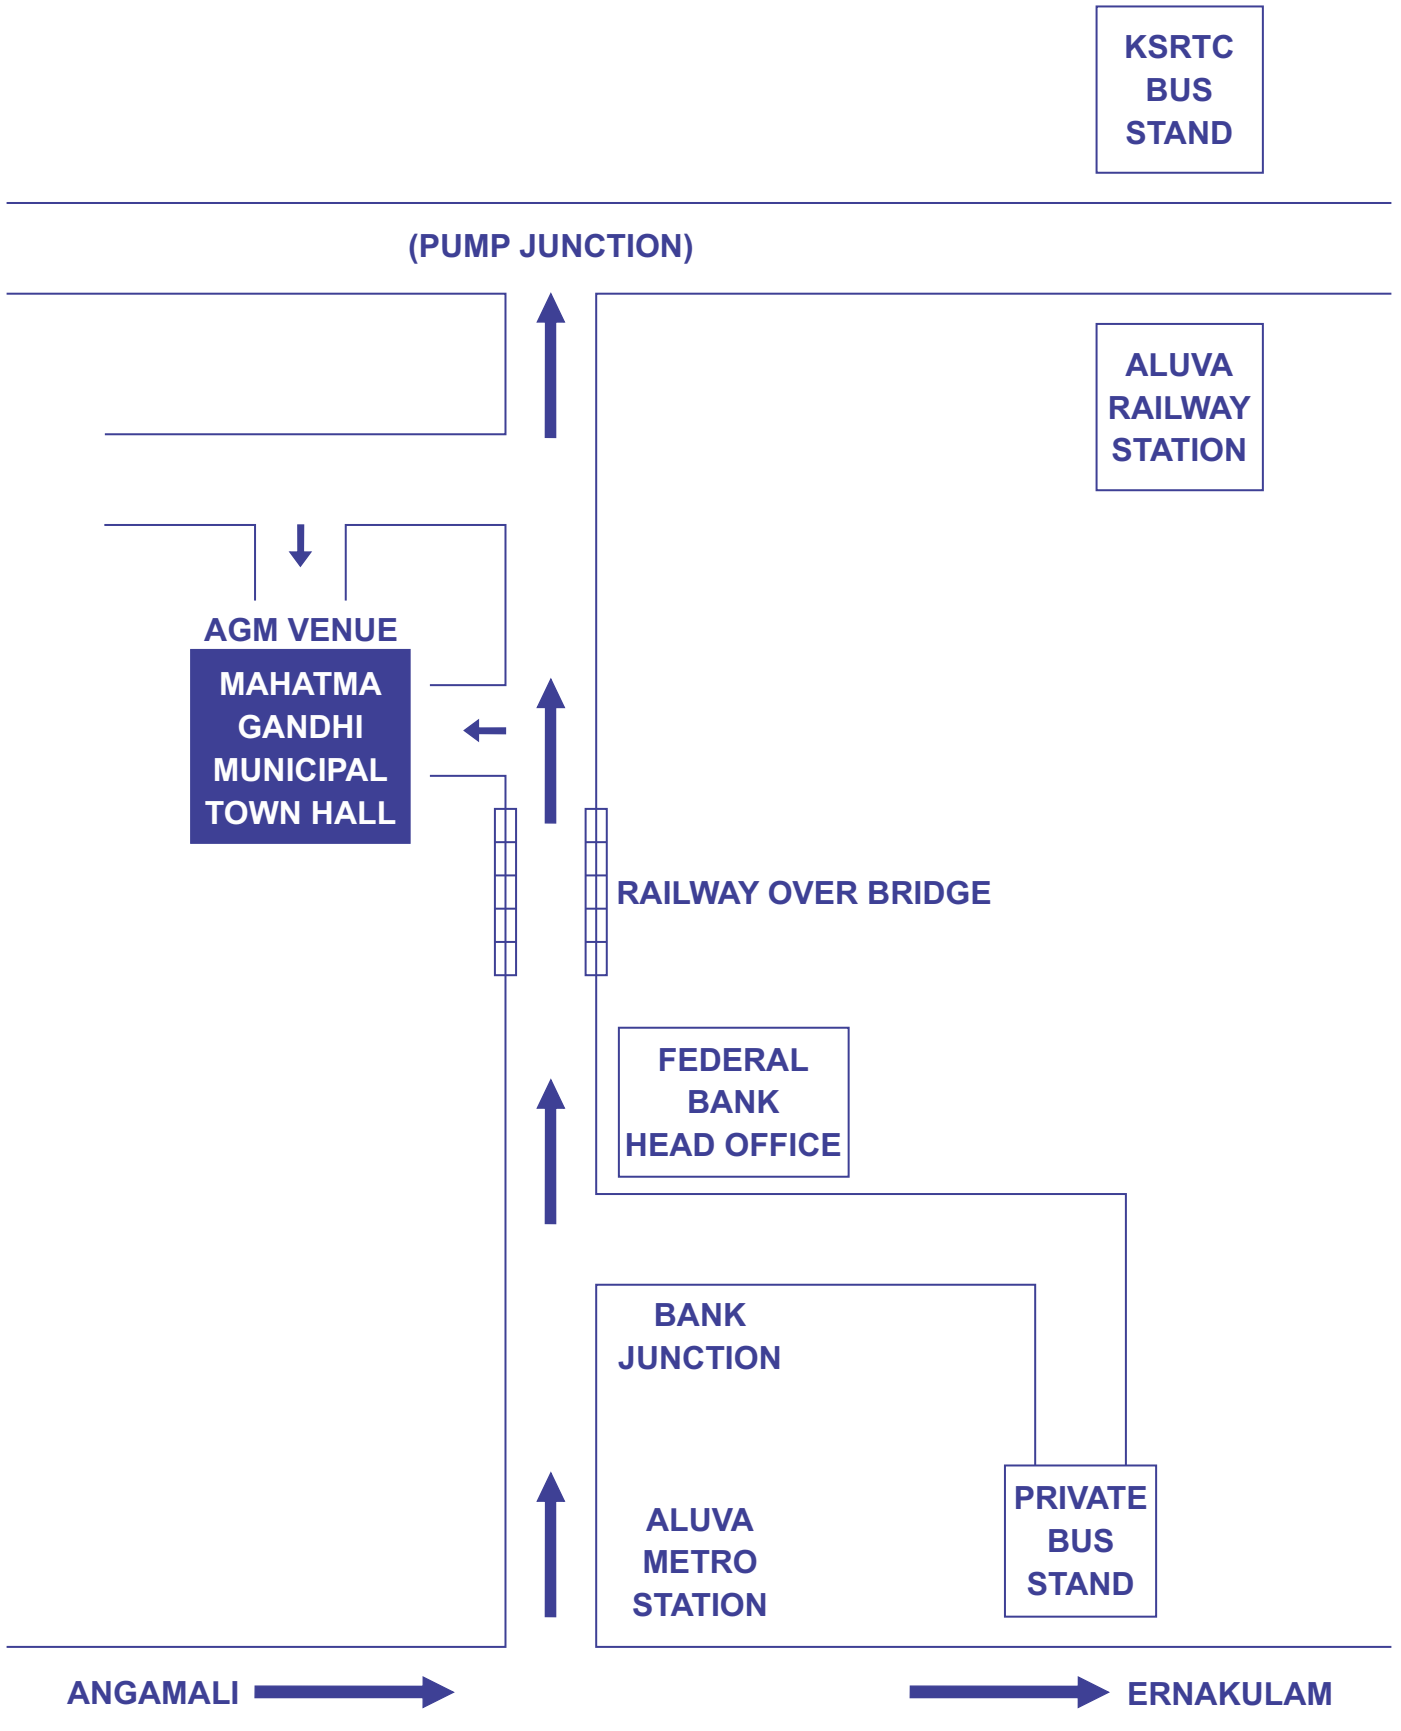 KSRTC
BUS
STAND
(PUMP JUNCTION)
ALUVA
RAILWAY
STATION
AGM VENUE
MAHATMA
GANDHI
MUNICIPAL
TOWN HALL
RAILWAY OVER BRIDGE
FEDERAL
BANK
HEAD OFFICE
BANK
JUNCTION
ALUVA
METRO
STATION
PRIVATE
BUS
STAND
ANGAMALI
ERNAKULAM